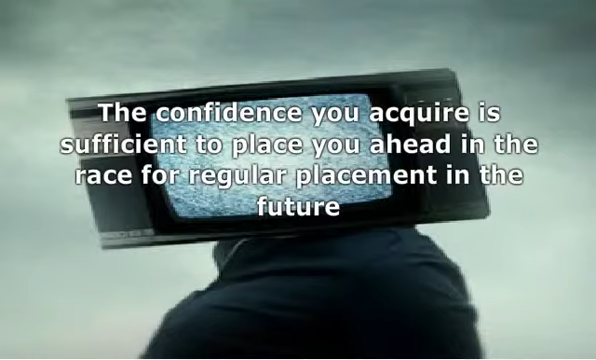 The confidence you acquire is
sufficient to place you ahead in the
race for regular placement in the
future